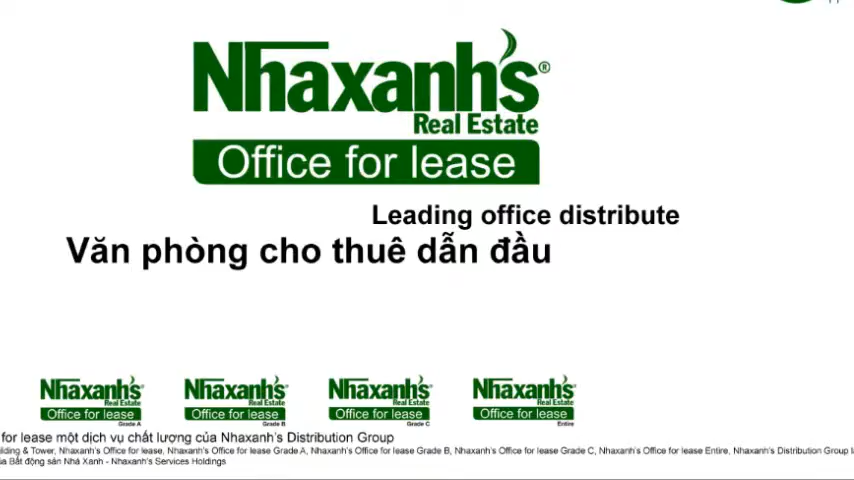 Nhaxanh's®
Real Estate
Office for lease
Leading office distribute
Văn phòng cho thuê dẫn đầu
Nhaxanh's® Nhaxanh's® Nhaxanh's® Nhaxanh's®
Real Estate Real Estate Real Estate Real Estate
Office for lease Office for lease Office for lease Office for lease
Grade A Grade B Grade C Entire
for lease một dịch vụ chất lượng của Nhaxanh's Distribution Group
ilding & Tower, Nhaxanh's Office for lease, Nhaxanh's Office for lease Grade A, Nhaxanh's Office for lease Grade B, Nhaxanh's Office for lease Grade C, Nhaxanh's Office for lease Entire, Nhaxanh's Distribution Group l
ủa Bất động sản Nhà Xanh - Nhaxanh's Services Holdings